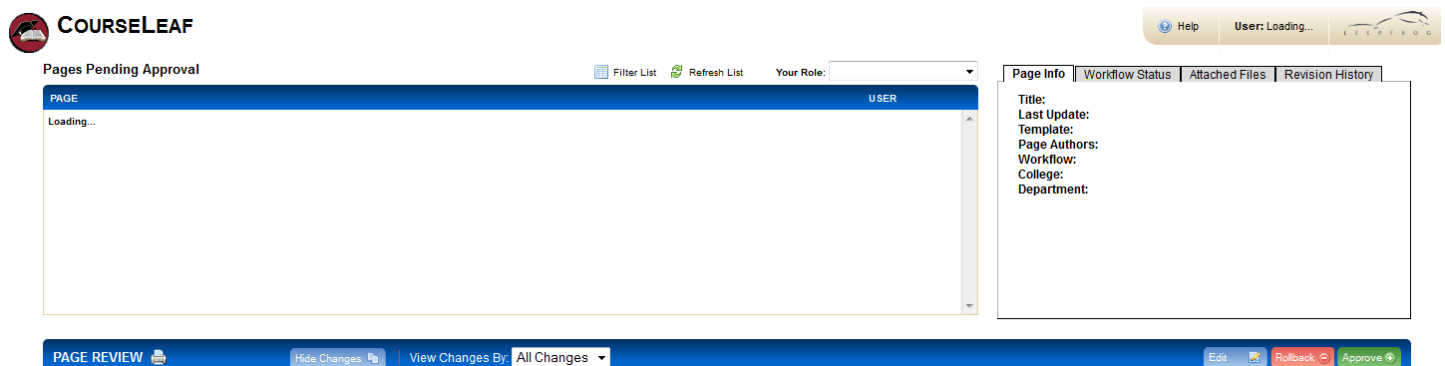 COURSELEAF
Help User: Loading... LEEPFROG
Pages Pending Approval Filter List Refresh List Your Role:
Page Info Workflow Status Attached Files Revision History
PAGE USER
Loading...
Title:
Last Update:
Template:
Page Authors:
Workflow:
College:
Department:
PAGE REVIEW Hide Changes View Changes By: All Changes Edit Rollback Approve